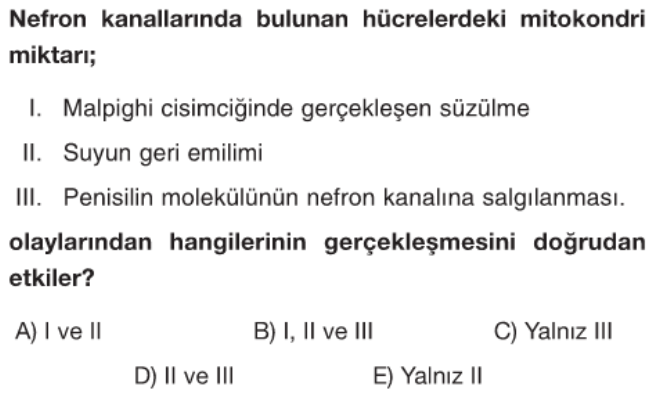 Nefron kanallarında bulunan hücrelerdeki mitokondri
miktarı;
I. Malpighi cisimciğinde gerçekleşen süzülme
II. Suyun geri emilimi
III. Penisilin molekülünün nefron kanalına salgılanması.
olaylarından hangilerinin gerçekleşmesini doğrudan
etkiler?
A) I ve II B) I, II ve III C) Yalnız III
D) II ve III E) Yalnız II